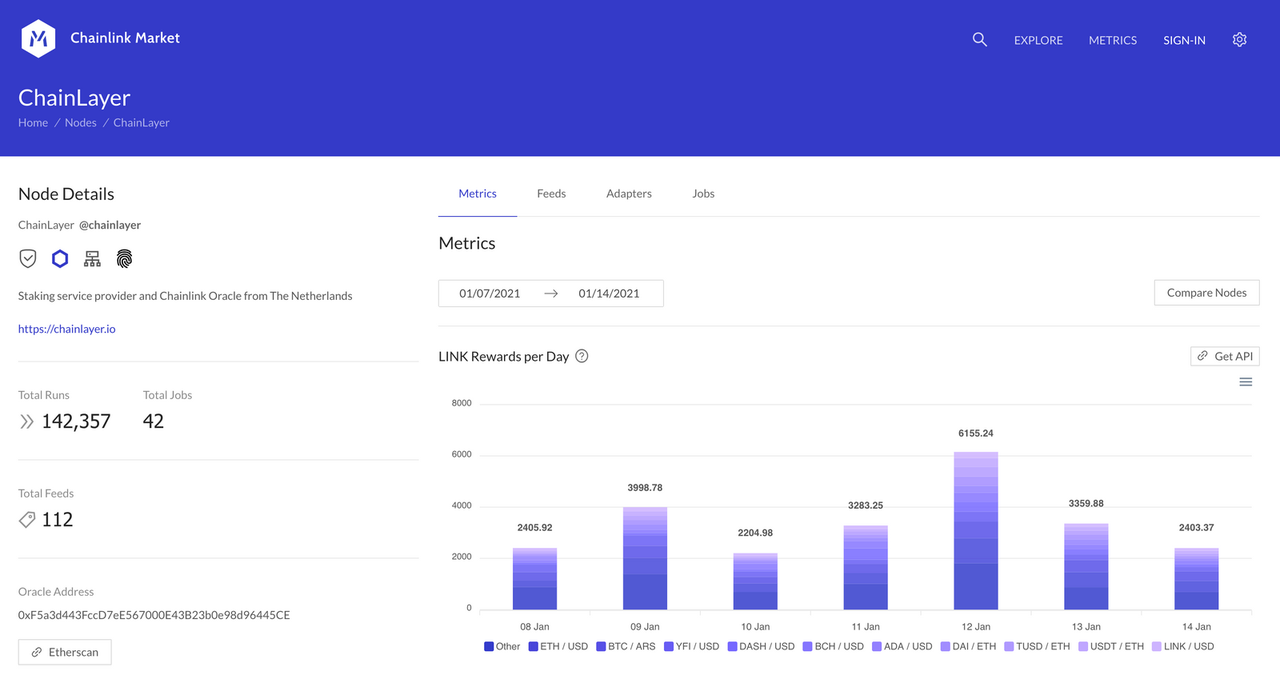 Chainlink Market
EXPLORE METRICS SIGN-IN
ChainLayer
Home / Nodes / ChainLayer
Node Details
ChainLayer @chainlayer
Staking service provider and Chainlink Oracle from The Netherlands
https://chainlayer.io
Total Runs Total Jobs
142,357 42
Total Feeds
112
Oracle Address
0xF5a3d443FccD7eE567000E43B23b0e98d96445CE
Etherscan
Metrics Feeds Adapters Jobs
Metrics
01/07/2021 → 01/14/2021
Compare Nodes
LINK Rewards per Day ?
Get API
8000
6000
4000
2000
0
2405.92
3998.78
2204.98
3283.25
6155.24
3359.88
2403.37
08 Jan 09 Jan 10 Jan 11 Jan 12 Jan 13 Jan 14 Jan
Other ETH / USD BTC / ARS YFI / USD DASH / USD BCH / USD ADA / USD DAI / ETH TUSD / ETH USDT / ETH LINK / USD